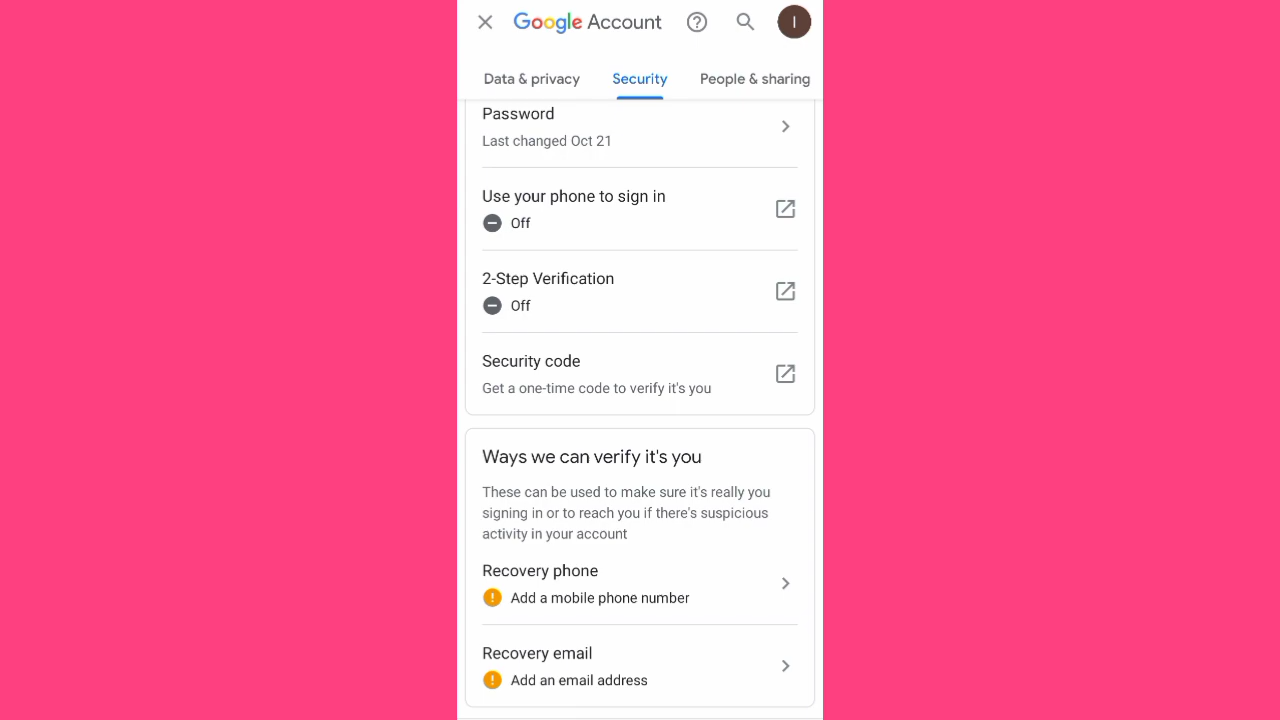 Google Account
I
Data & privacy Security People & sharing
Password
Last changed Oct 21
Use your phone to sign in
Off
2-Step Verification
Off
Security code
Get a one-time code to verify it's you
Ways we can verify it's you
These can be used to make sure it's really you
signing in or to reach you if there's suspicious
activity in your account
Recovery phone
! Add a mobile phone number
Recovery email
! Add an email address